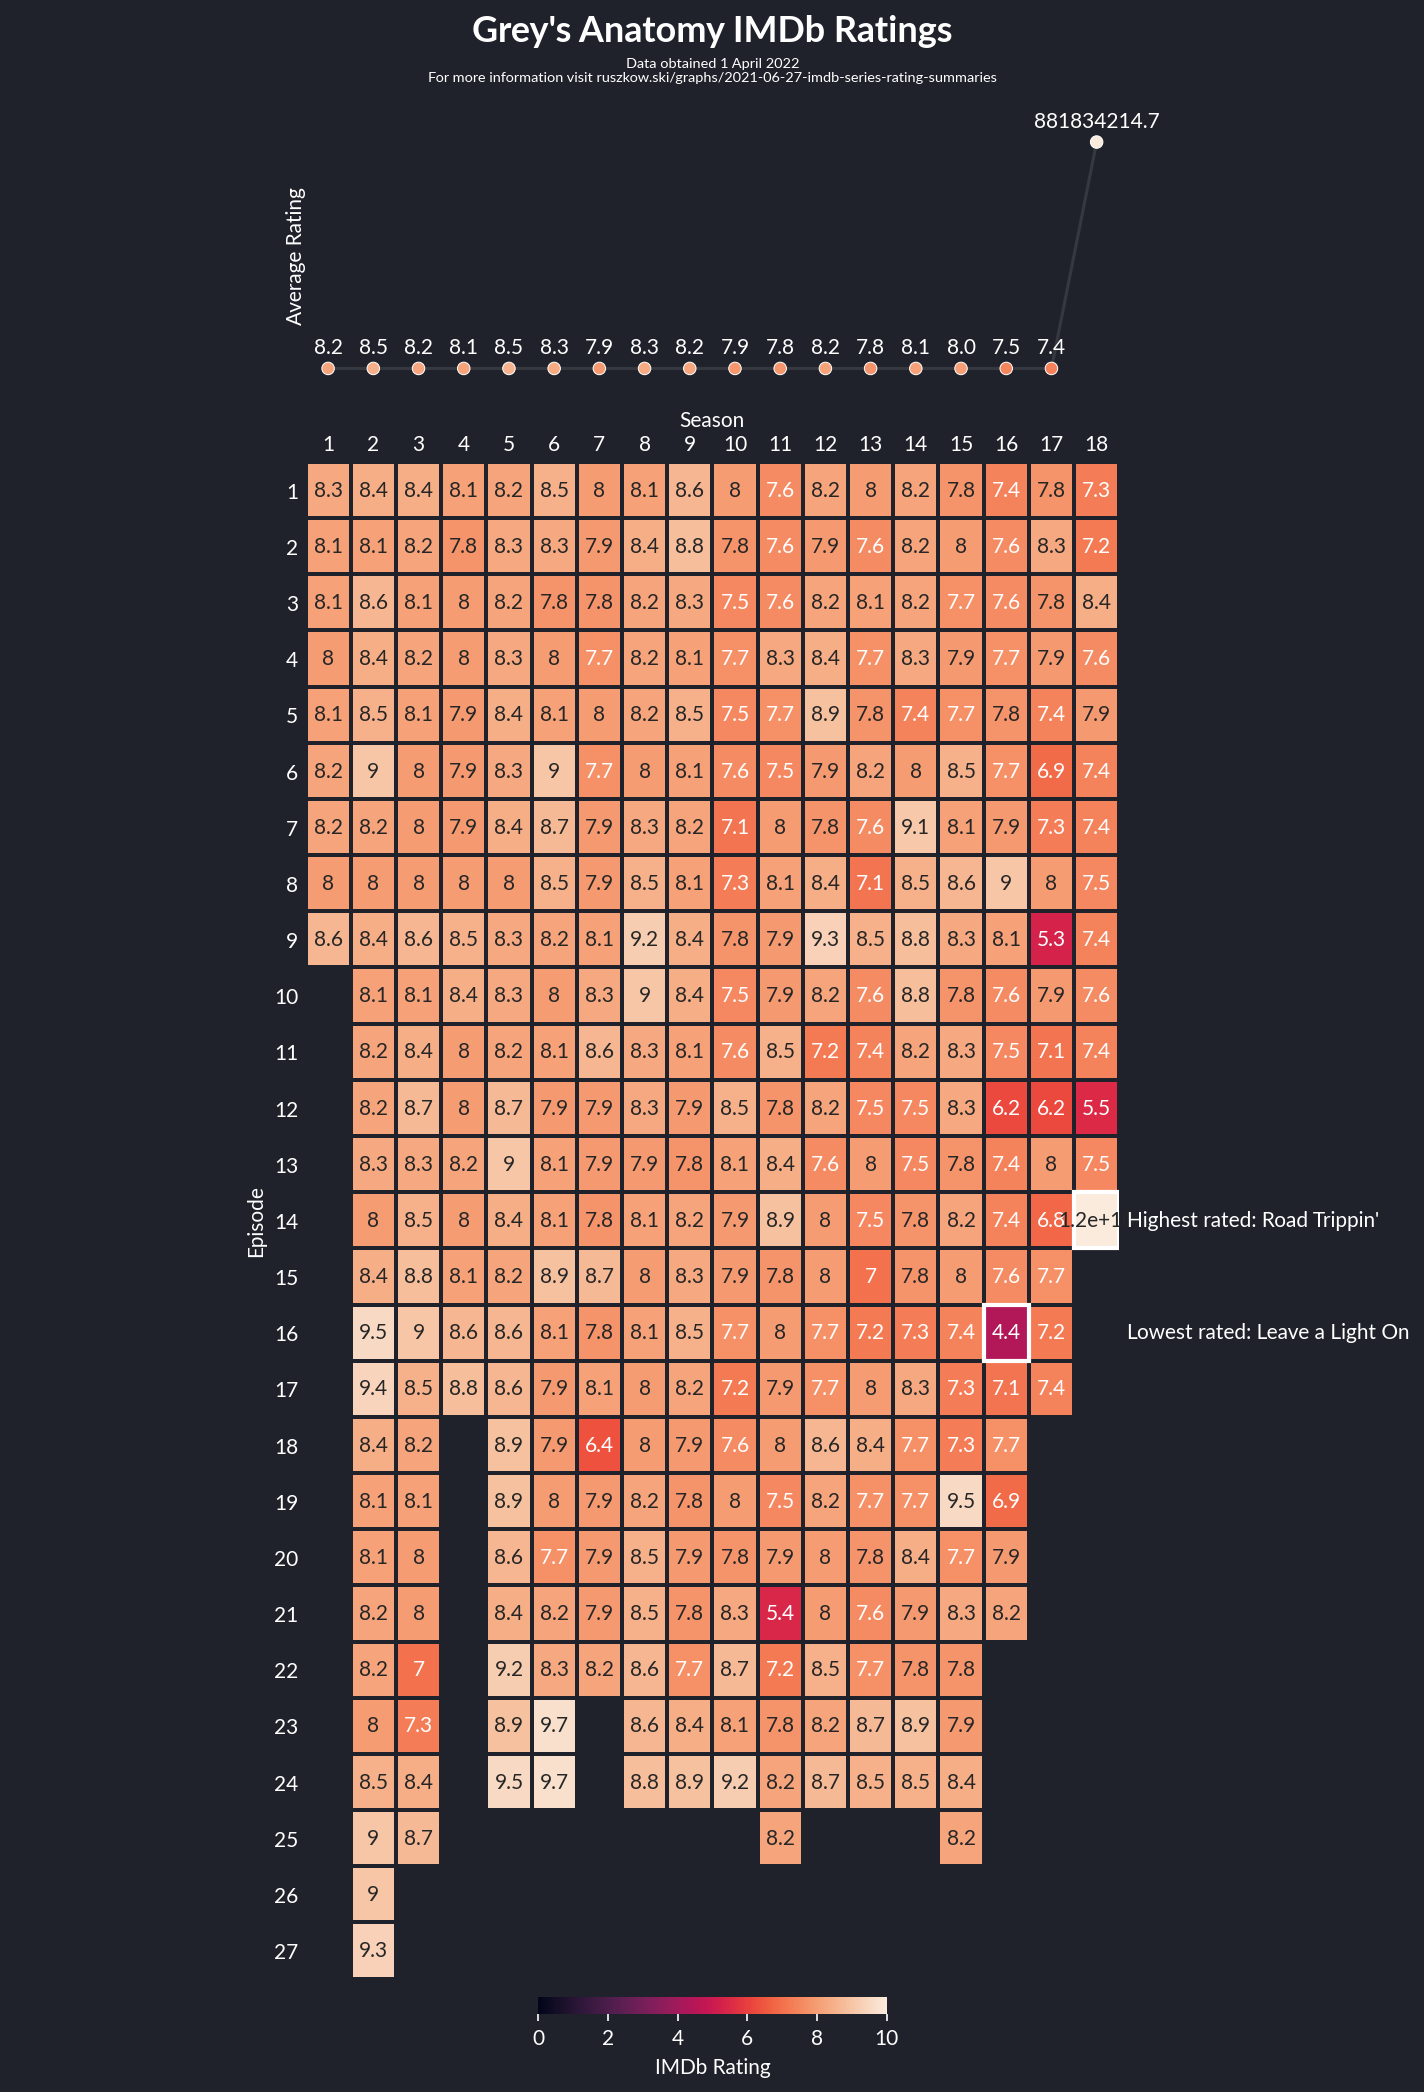 Grey's Anatomy IMDb Ratings
Data obtained 1 April 2022
For more information visit ruszkow.ski/graphs/2021-06-27-imdb-series-rating-summaries
881834214.7
Average Rating
8.2 8.5 8.2 8.1 8.5 8.3 7.9 8.3 8.2 7.9 7.8 8.2 7.8 8.1 8.0 7.5 7.4
Season
1 2 3 4 5 6 7 8 9 10 11 12 13 14 15 16 17 18
1 8.3 8.4 8.4 8.1 8.2 8.5 8 8.1 8.6 8 7.6 8.2 8 8.2 7.8 7.4 7.8 7.3
2 8.1 8.1 8.2 7.8 8.3 8.3 7.9 8.4 8.8 7.8 7.6 7.9 7.6 8.2 8 7.6 8.3 7.2
3 8.1 8.6 8.1 8 8.2 7.8 7.8 8.2 8.3 7.5 7.6 8.2 8.1 8.2 7.7 7.6 7.8 8.4
4 8 8.4 8.2 8 8.3 8 7.7 8.2 8.1 7.7 8.3 8.4 7.7 8.3 7.9 7.7 7.9 7.6
5 8.1 8.5 8.1 7.9 8.4 8.1 8 8.2 8.5 7.5 7.7 8.9 7.8 7.4 7.7 7.8 7.4 7.9
6 8.2 9 8 7.9 8.3 9 7.7 8 8.1 7.6 7.5 7.9 8.2 8 8.5 7.7 6.9 7.4
7 8.2 8.2 8 7.9 8.4 8.7 7.9 8.3 8.2 7.1 8 7.8 7.6 9.1 8.1 7.9 7.3 7.4
8 8 8 8 8 8 8.5 7.9 8.5 8.1 7.3 8.1 8.4 7.1 8.5 8.6 9 8 7.5
9 8.6 8.4 8.6 8.5 8.3 8.2 8.1 9.2 8.4 7.8 7.9 9.3 8.5 8.8 8.3 8.1 5.3 7.4
10 8.1 8.1 8.4 8.3 8 8.3 9 8.4 7.5 7.9 8.2 7.6 8.8 7.8 7.6 7.9 7.6
11 8.2 8.4 8 8.2 8.1 8.6 8.3 8.1 7.6 8.5 7.2 7.4 8.2 8.3 7.5 7.1 7.4
12 8.2 8.7 8 8.7 7.9 7.9 8.3 7.9 8.5 7.8 8.2 7.5 7.5 8.3 6.2 6.2 5.5
13 8.3 8.3 8.2 9 8.1 7.9 7.9 7.8 8.1 8.4 7.6 8 7.5 7.8 7.4 8 7.5
Episode
14 8 8.5 8 8.4 8.1 7.8 8.1 8.2 7.9 8.9 8 7.5 7.8 8.2 7.4 6.8 1.2e+1 Highest rated: Road Trippin'
15 8.4 8.8 8.1 8.2 8.9 8.7 8 8.3 7.9 7.8 8 7 7.8 8 7.6 7.7
16 9.5 9 8.6 8.6 8.1 7.8 8.1 8.5 7.7 8 7.7 7.2 7.3 7.4 4.4 7.2 Lowest rated: Leave a Light On
17 9.4 8.5 8.8 8.6 7.9 8.1 8 8.2 7.2 7.9 7.7 8 8.3 7.3 7.1 7.4
18 8.4 8.2 8.9 7.9 6.4 8 7.9 7.6 8 8.6 8.4 7.7 7.3 7.7
19 8.1 8.1 8.9 8 7.9 8.2 7.8 8 7.5 8.2 7.7 7.7 9.5 6.9
20 8.1 8 8.6 7.7 7.9 8.5 7.9 7.8 7.9 8 7.8 8.4 7.7 7.9
21 8.2 8 8.4 8.2 7.9 8.5 7.8 8.3 5.4 8 7.6 7.9 8.3 8.2
22 8.2 7 9.2 8.3 8.2 8.6 7.7 8.7 7.2 8.5 7.7 7.8 7.8
23 8 7.3 8.9 9.7 8.6 8.4 8.1 7.8 8.2 8.7 8.9 7.9
24 8.5 8.4 9.5 9.7 8.8 8.9 9.2 8.2 8.7 8.5 8.5 8.4
25 9 8.7 8.2 8.2
26 9
27 9.3
0 2 4 6 8 10
IMDb Rating